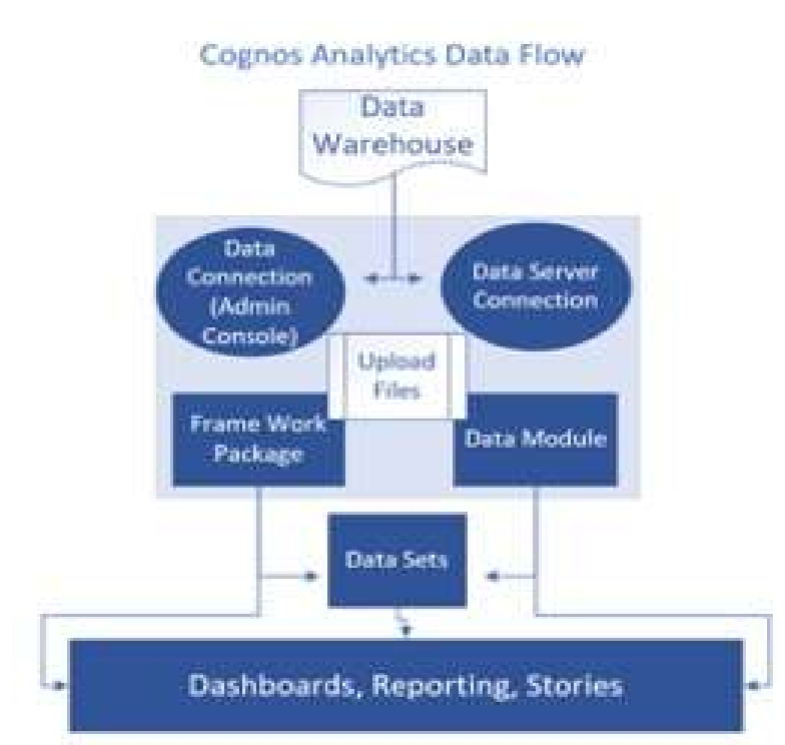 Cognos Analytics Data Flow
Data
Warehouse
Data
Connection
(Admin
Console)
Data Server
Connection
Upload
Files
Frame Work
Package
Data Module
Data Sets
Dashboards, Reporting, Stories